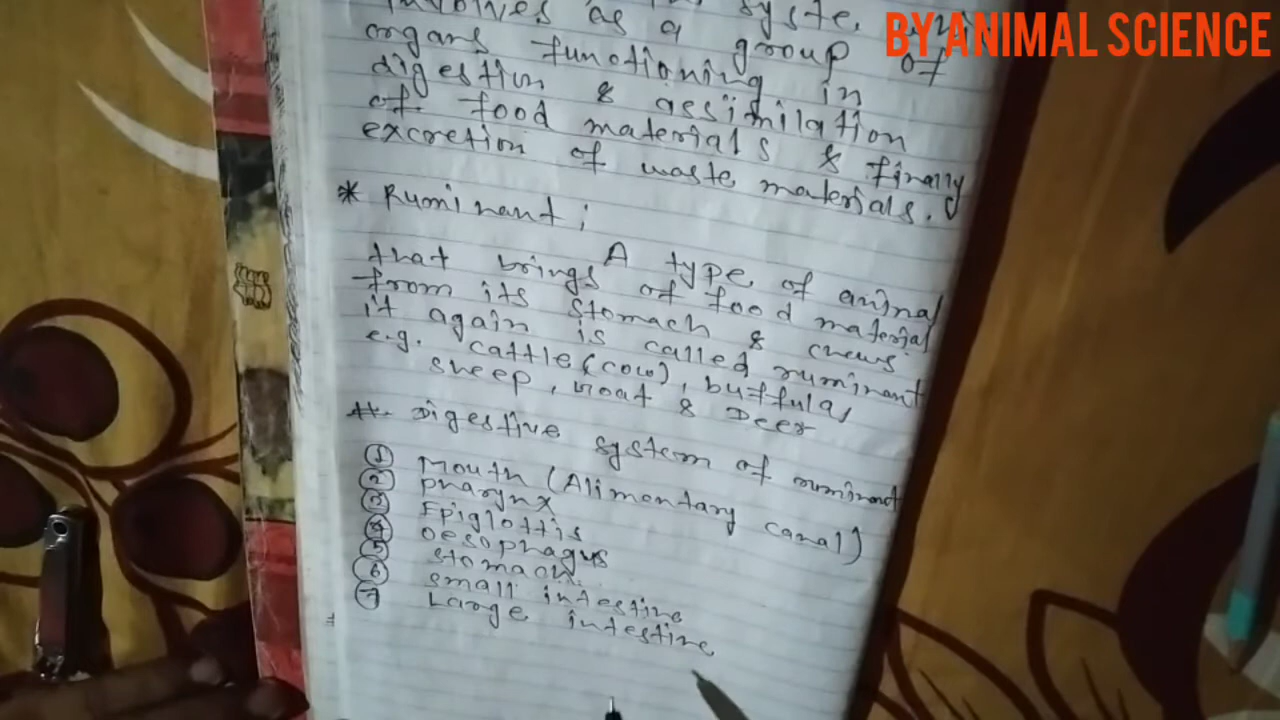 involves as a syste.
BY ANIMAL SCIENCE
organs functioning group of
digestion & assimilation in
of food materials & finally
excretion of waste materials.
* Ruminant;
A type of animal
that brings of food material
from its stomach & chews
it again is called ruminant
e.g. cattle (cow), buffula,
sheep, Goat & Deer
** Digestive system of ruminant
① Mouth (Alimentary canal)
② Pharynx
③ Epiglottis
④ Oesophagus
⑤ Stomach
⑥ Small intestine
⑦ Large intestine